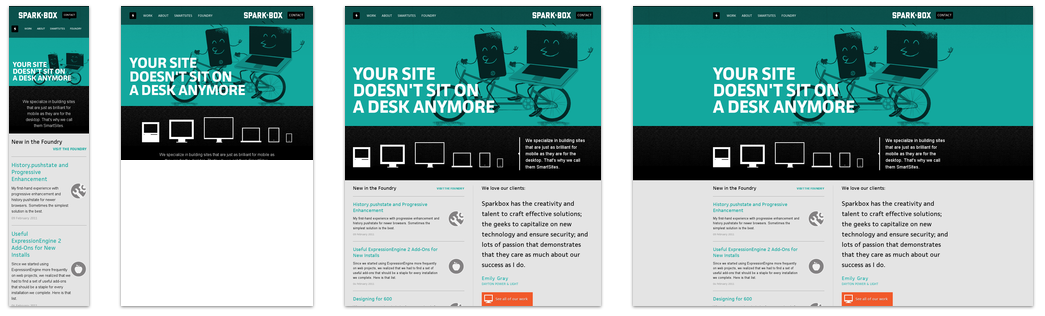 SPARK-BOX
CONTACT
WORK ABOUT SMARTSITES FOUNDRY
YOUR SITE
DOESN'T SIT ON
A DESK ANYMORE
We specialize in building sites
that are just as brilliant for
mobile as they are for the
desktop. That's why we call
them SmartSites.
New in the Foundry
VISIT THE FOUNDRY
History.pushstate and
Progressive
Enhancement
My first hand experience with
progressive enhancement and
history.pushstate for newer
browsers. Sometimes the simplest
solution is the best.
Useful
ExpressionEngine 2
Add-Ons for New
Installs
Since we started using
ExpressionEngine more frequently
on web projects, we realized that we
had to find a set of useful add-ons
that should be a staple for every
installation we complete. Here is that
list.
WORK ABOUT SMARTSITES FOUNDRY
SPARK-BOX
CONTACT
YOUR SITE
DOESN'T SIT ON
A DESK ANYMORE
We specialize in building sites that are just as brilliant for mobile as
WORK ABOUT SMARTSITES FOUNDRY
SPARK-BOX
CONTACT
YOUR SITE
DOESN'T SIT ON
A DESK ANYMORE
We specialize in building sites
that are just as brilliant for
mobile as they are for the
desktop. That's why we call
them SmartSites.
New in the Foundry
VISIT THE FOUNDRY
History.pushstate and Progressive
Enhancement
My first hand experience with progressive enhancement and
history.pushstate for newer browsers. Sometimes the simplest
solution is the best.
Useful ExpressionEngine 2 Add-Ons for
New Installs
Since we started using ExpressionEngine more frequently
on web projects, we realized that we had to find a set of
useful add-ons that should be a staple for every installation
we complete. Here is that list.
Designing for 600
We love our clients:
Sparkbox has the creativity and
talent to craft effective solutions;
the geeks to capitalize on new
technology and ensure security; and
lots of passion that demonstrates
that they care as much about our
success as I do.
Emily Gray
See all of our work
WORK ABOUT SMARTSITES FOUNDRY
SPARK-BOX
CONTACT
YOUR SITE
DOESN'T SIT ON
A DESK ANYMORE
We specialize in building sites
that are just as brilliant for
mobile as they are for the
desktop. That's why we call
them SmartSites.
New in the Foundry
VISIT THE FOUNDRY
History.pushstate and Progressive
Enhancement
My first hand experience with progressive enhancement and
history.pushstate for newer browsers. Sometimes the simplest
solution is the best.
Useful ExpressionEngine 2 Add-Ons for
New Installs
Since we started using ExpressionEngine more frequently
on web projects, we realized that we had to find a set of
useful add-ons that should be a staple for every installation
we complete. Here is that list.
Designing for 600
We love our clients:
Sparkbox has the creativity and
talent to craft effective solutions;
the geeks to capitalize on new
technology and ensure security; and
lots of passion that demonstrates
that they care as much about our
success as I do.
Emily Gray
See all of our work